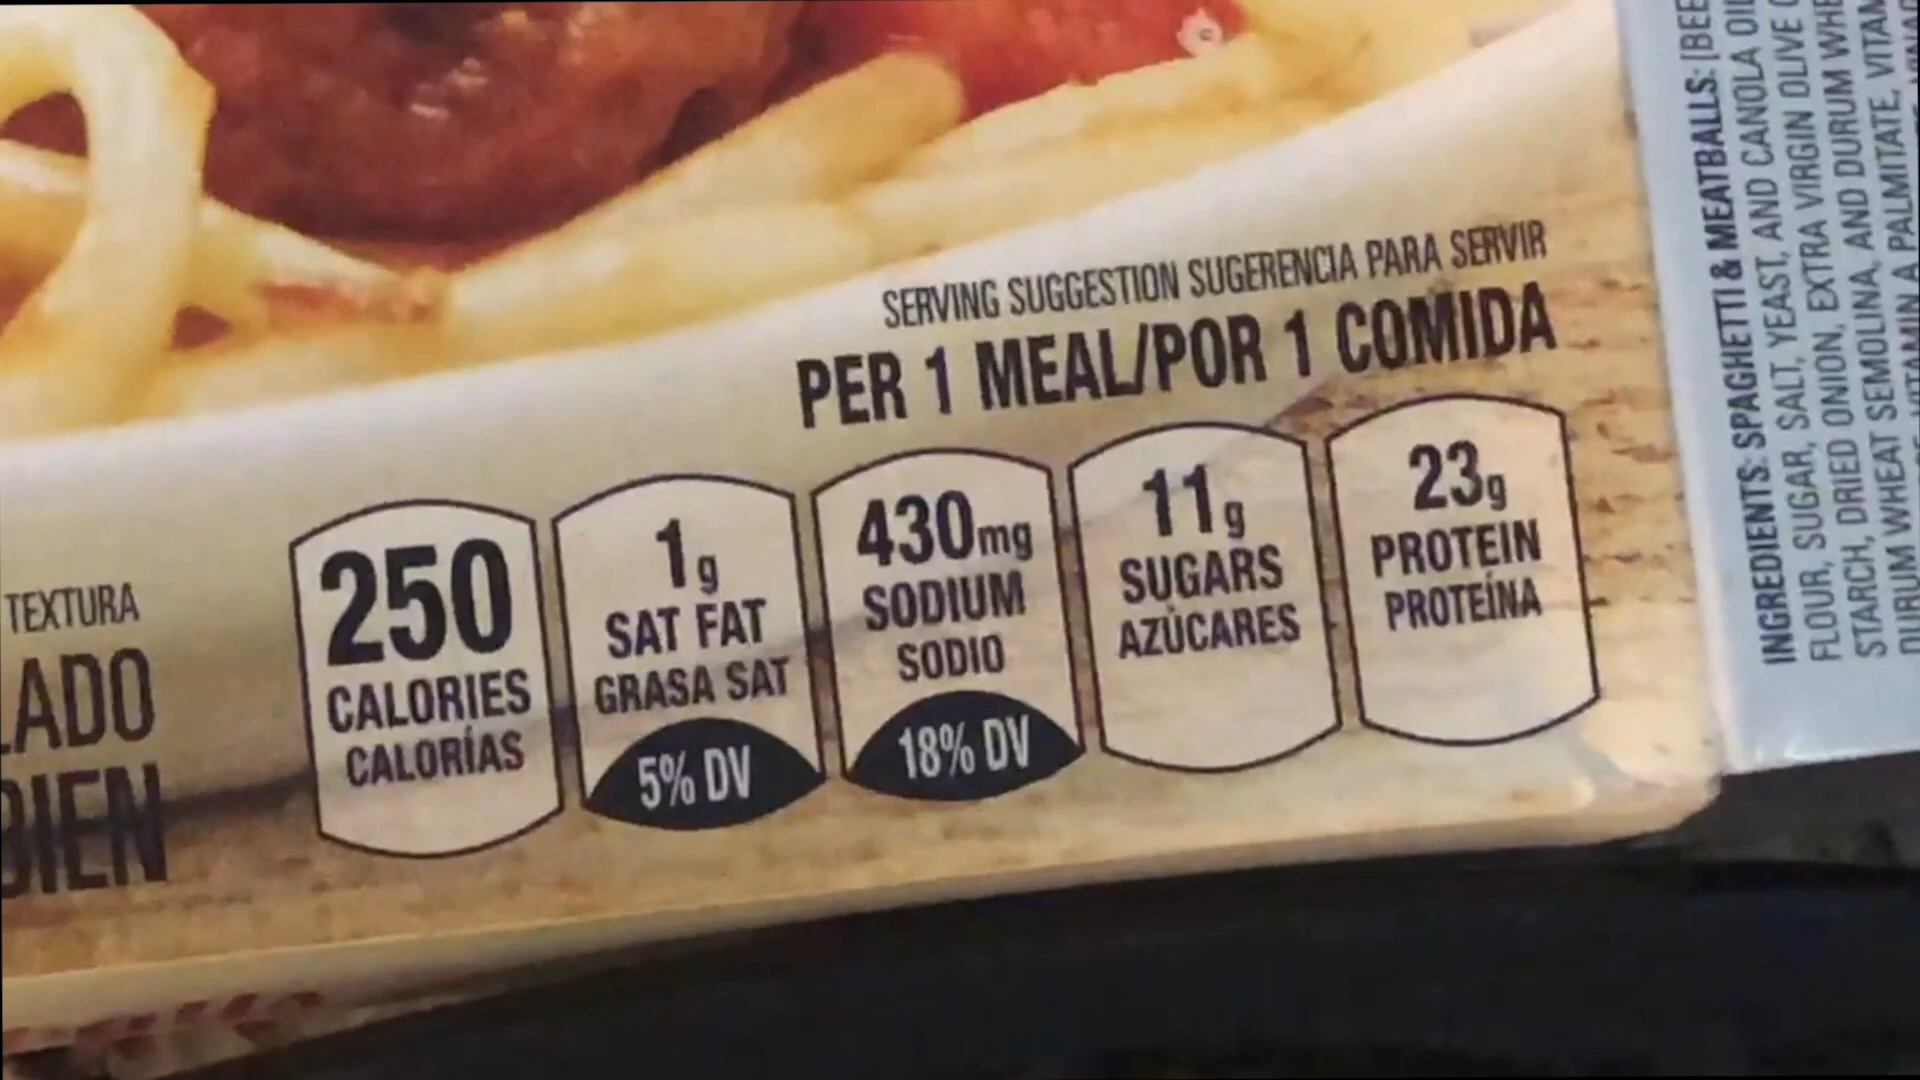 SERVING SUGGESTION SUGERENCIA PARA SERVIR
PER 1 MEAL/POR 1 COMIDA
250
CALORIES
CALORÍAS
1g
SAT FAT
GRASA SAT
5% DV
430mg
SODIUM
SODIO
18% DV
11g
SUGARS
AZÚCARES
23g
PROTEIN
PROTEÍNA
TEXTURA
LADO
BIEN
INGREDIENTS: SPAGHETTI & MEATBALLS: [BEE
FLOUR, SUGAR, SALT, YEAST, AND CANOLA OIL
STARCH, DRIED ONION, EXTRA VIRGIN OLIVE O
DURUM WHEAT SEMOLINA, AND DURUM WHE
VITAMIN A PALMITATE, VITAM